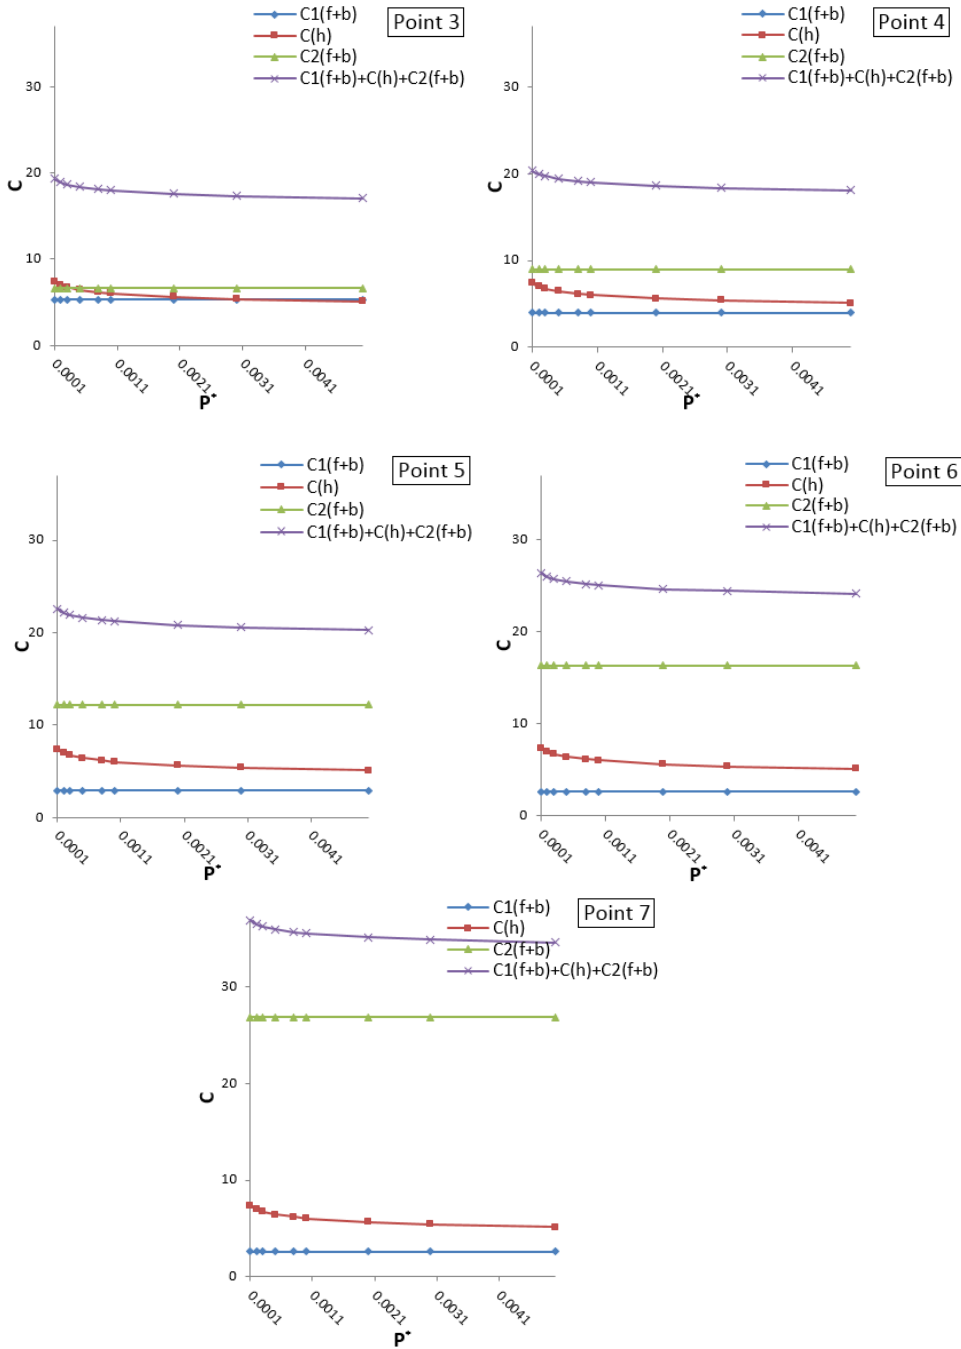 C1(f+b)
C(h)
C2(f+b)
C1(f+b)+C(h)+C2(f+b)
Point 3
30
20
10
0
C
0.0001
0.0011
0.0021
0.0031
0.0041
P*
C1(f+b)
C(h)
C2(f+b)
C1(f+b)+C(h)+C2(f+b)
Point 4
30
20
10
0
C
0.0001
0.0011
0.0021
0.0031
0.0041
P*
C1(f+b)
C(h)
C2(f+b)
C1(f+b)+C(h)+C2(f+b)
Point 5
30
20
10
0
C
0.0001
0.0011
0.0021
0.0031
0.0041
P*
C1(f+b)
C(h)
C2(f+b)
C1(f+b)+C(h)+C2(f+b)
Point 6
30
20
10
0
C
0.0001
0.0011
0.0021
0.0031
0.0041
P*
C1(f+b)
C(h)
C2(f+b)
C1(f+b)+C(h)+C2(f+b)
Point 7
30
20
10
0
C
0.0001
0.0011
0.0021
0.0031
0.0041
P*